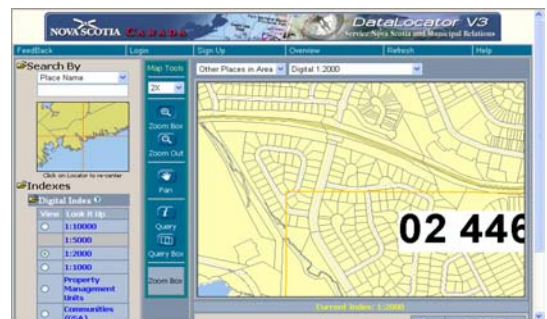 NOVA SCOTIA CANADA
DataLocator V3
Service Nova Scotia and Municipal Relations
FeedBack Login Sign Up Overview Refresh Help
Search By
Place Name
Click on Locator to re-center
Indexes
Digital Index
View Look It Up
1:10000
1:5000
1:2000
1:1000
Property
Management
Units
Communities
(GSA)
Map Tools
2X
Zoom Box
Zoom Out
Pan
Query
Query Box
Zoom Box
Other Places in Area Digital 1:2000
02 446
Current Index: 1:2000